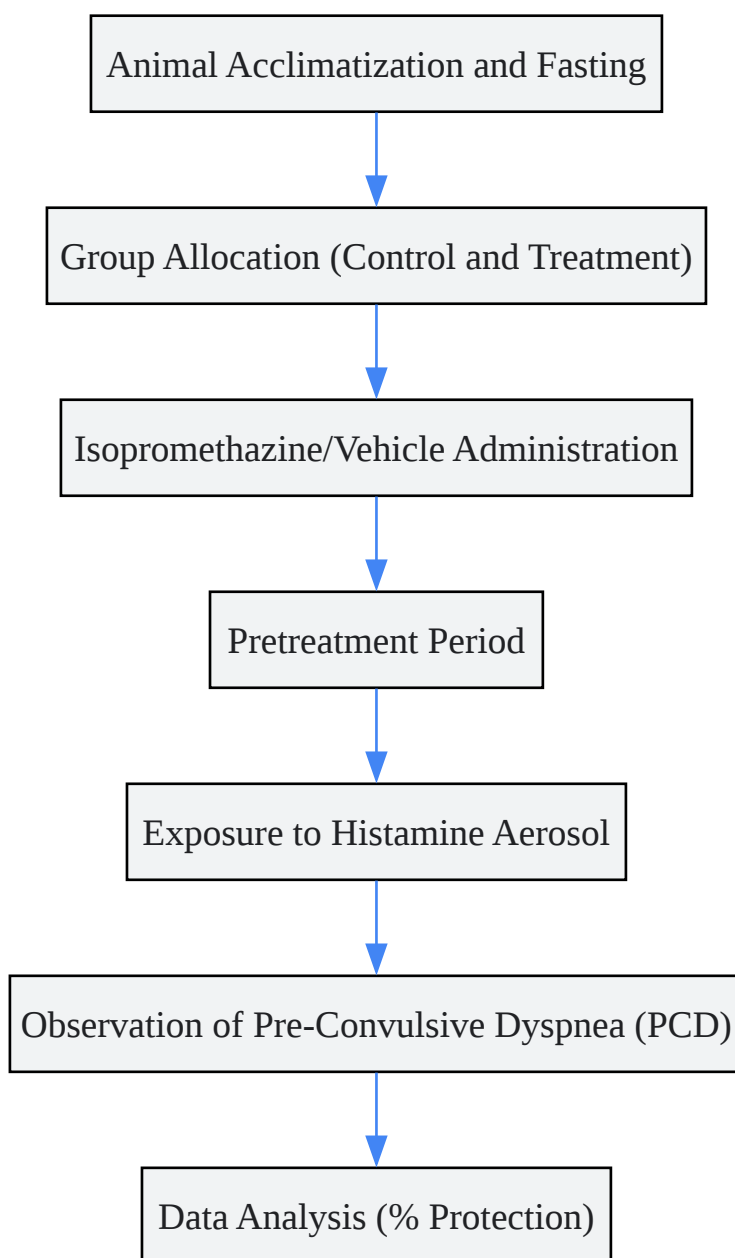 Animal Acclimatization and Fasting
Group Allocation (Control and Treatment)
Isopromethazine/Vehicle Administration
Pretreatment Period
Exposure to Histamine Aerosol
Observation of Pre-Convulsive Dyspnea (PCD)
Data Analysis (% Protection)